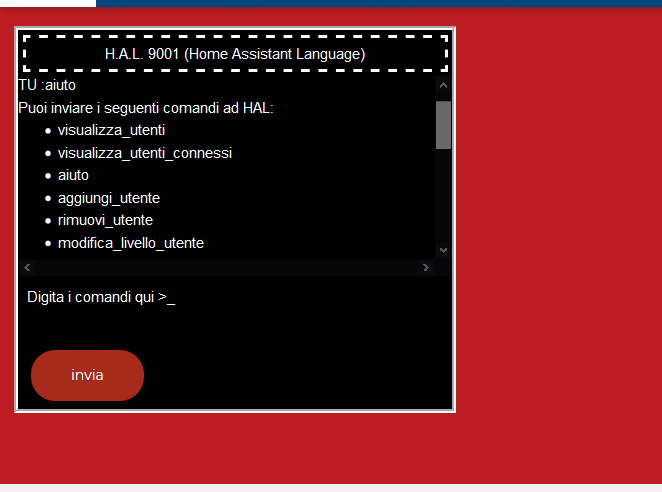 H.A.L. 9001 (Home Assistant Language)
TU :aiuto
Puoi inviare i seguenti comandi ad HAL:
visualizza_utenti
visualizza_utenti_connessi
aiuto
aggiungi_utente
rimuovi_utente
modifica_livello_utente
Digita i comandi qui >_
invia